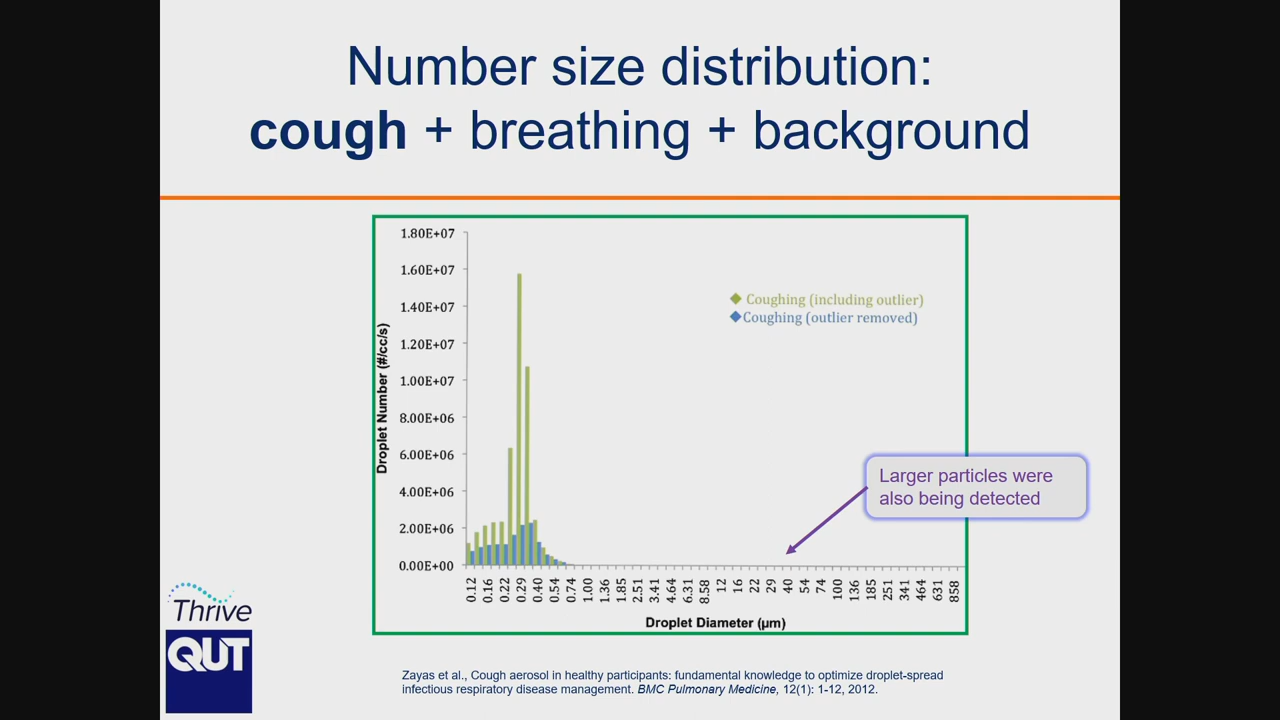 Number size distribution:
cough + breathing + background
1.80E+07
1.60E+07
1.40E+07
1.20E+07
1.00E+07
8.00E+06
6.00E+06
4.00E+06
2.00E+06
0.00E+00
Droplet Number (#/cc/s)
Coughing (including outlier)
Coughing (outlier removed)
Larger particles were
also being detected
0.12 0.16 0.22 0.29 0.40 0.54 0.74 1.00 1.36 1.85 2.51 3.41 4.64 6.31 8.58 12 16 22 29 40 54 74 100 136 185 251 341 464 631 858
Droplet Diameter (µm)
Thrive
QUT
Zayas et al., Cough aerosol in healthy participants: fundamental knowledge to optimize droplet-spread
infectious respiratory disease management. BMC Pulmonary Medicine, 12(1): 1-12, 2012.